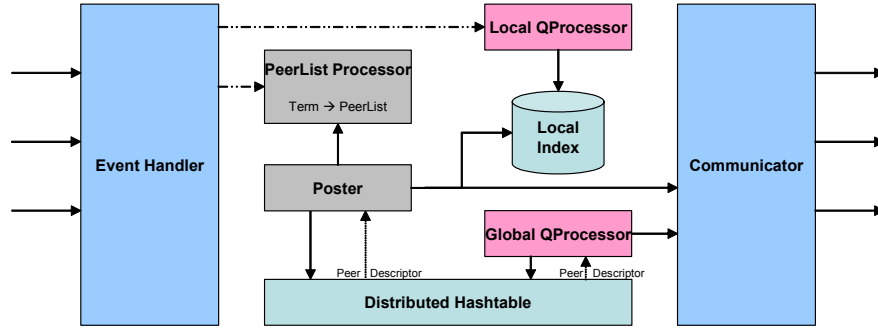 Local QProcessor
PeerList Processor
Term → PeerList
Local
Index
Event Handler
Communicator
Poster
Global QProcessor
Peer Descriptor
Peer Descriptor
Distributed Hashtable